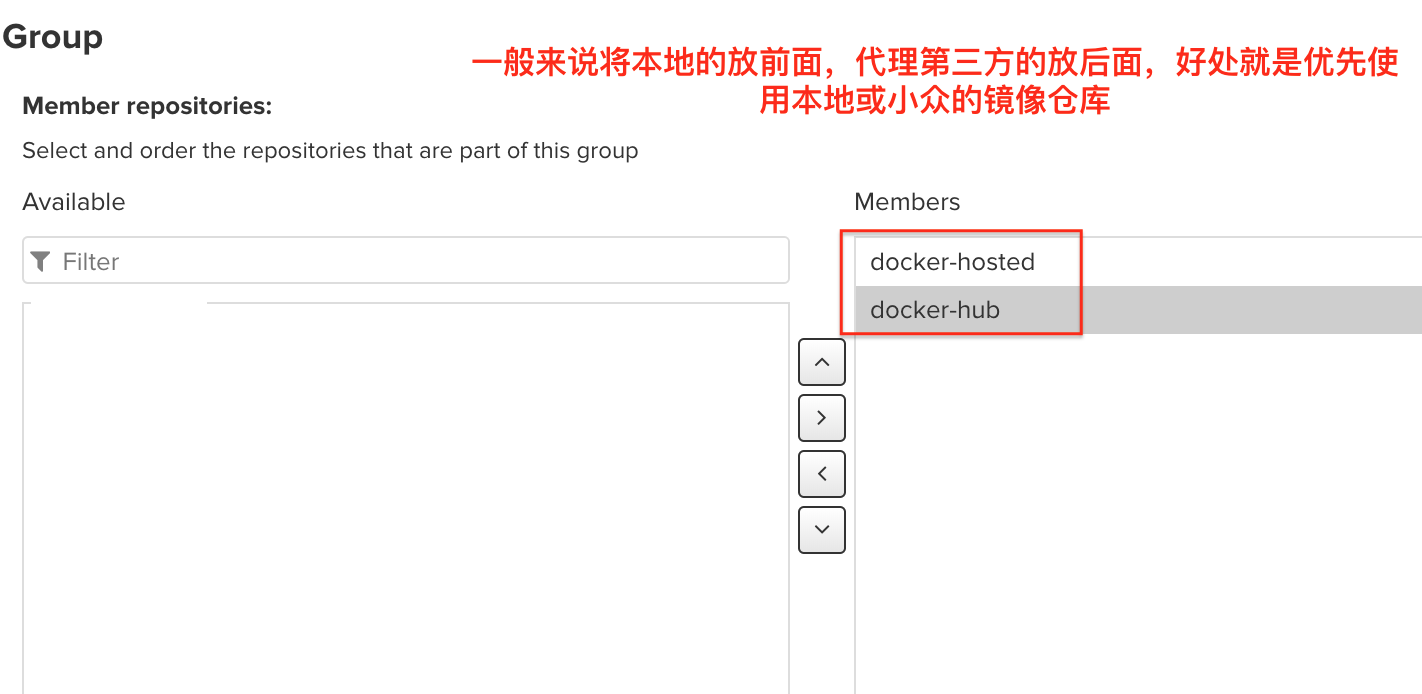 Group
一般来说将本地的放前面，代理第三方的放后面，好处就是优先使
用本地或小众的镜像仓库
Member repositories:
Select and order the repositories that are part of this group
Available
Members
Filter
docker-hosted
docker-hub